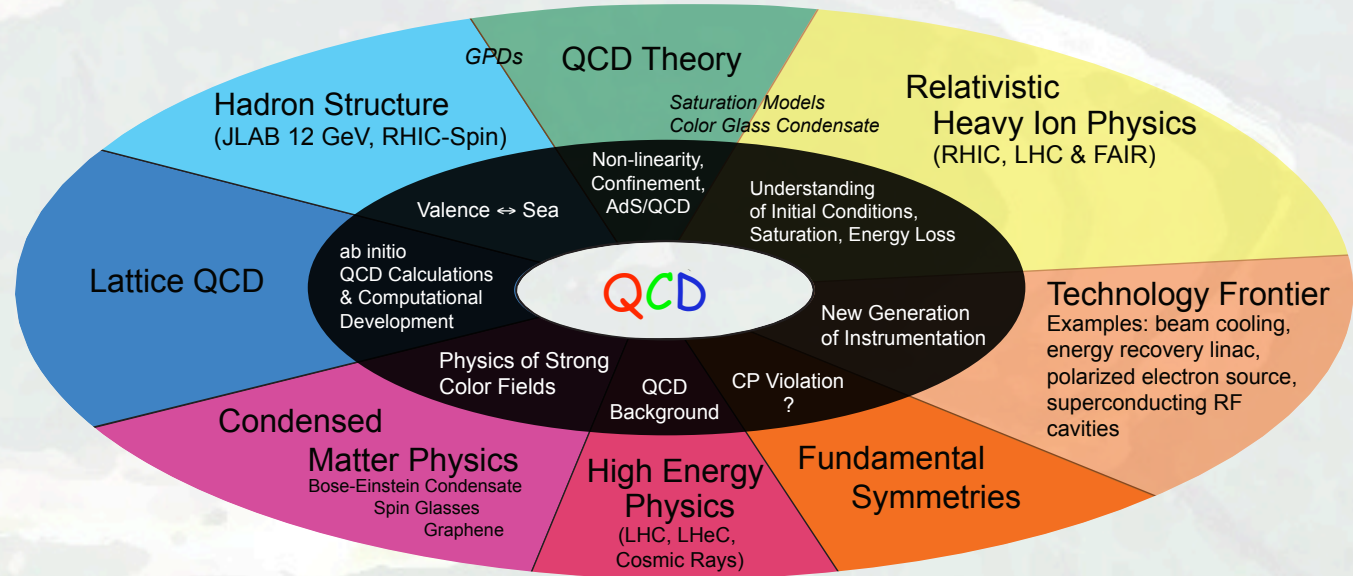 GPDs
QCD Theory
Saturation Models
Color Glass Condensate
Non-linearity,
Confinement,
AdS/QCD
Hadron Structure
(JLAB 12 GeV, RHIC-Spin)
Valence ↔ Sea
Relativistic
Heavy Ion Physics
(RHIC, LHC & FAIR)
Understanding
of Initial Conditions,
Saturation, Energy Loss
Lattice QCD
ab initio
QCD Calculations
& Computational
Development
QCD
Technology Frontier
Examples: beam cooling,
energy recovery linac,
polarized electron source,
superconducting RF
cavities
New Generation
of Instrumentation
Physics of Strong
Color Fields
QCD
Background
CP Violation
?
Condensed
Matter Physics
Bose-Einstein Condensate
Spin Glasses
Graphene
High Energy
Physics
(LHC, LHeC,
Cosmic Rays)
Fundamental
Symmetries